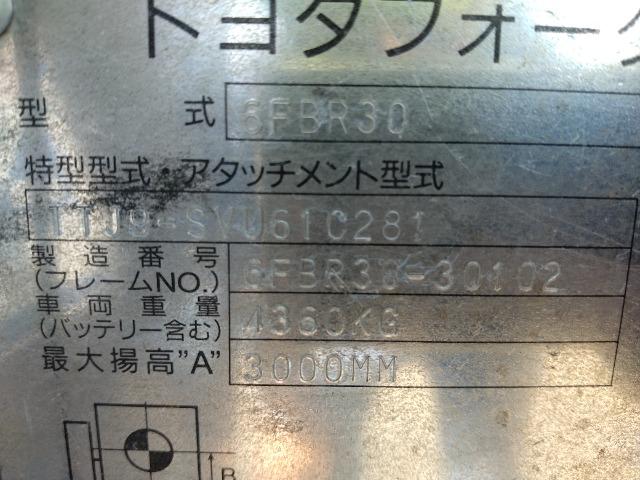 トヨタフォーク
型式 6FBR30
特型型式・アタッチメント型式
TTJ9-SVU61C281
製造番号
(フレームNO.) 6FBR30-30102
車両重量
(バッテリー含む) 4360KG
最大揚高"A" 3000MM
B